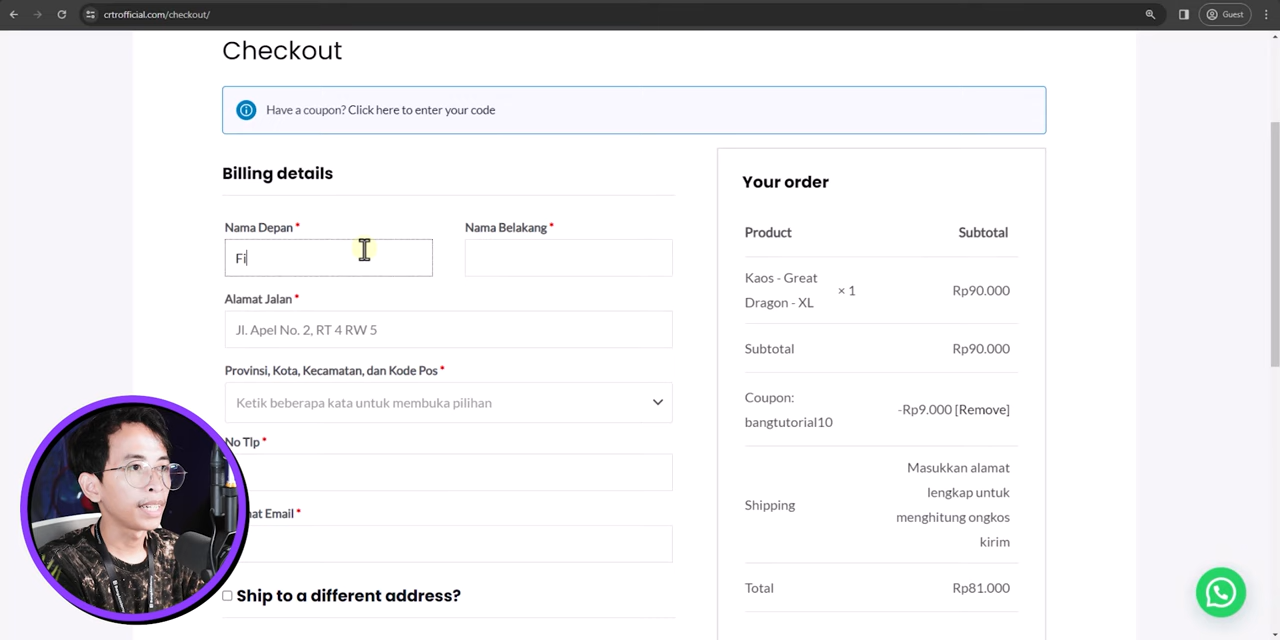 crtrofficial.com/checkout/
Guest
Checkout
Have a coupon? Click here to enter your code
Billing details
Nama Depan *
Nama Belakang *
Fi
Alamat Jalan *
Jl. Apel No. 2, RT 4 RW 5
Provinsi, Kota, Kecamatan, dan Kode Pos *
Ketik beberapa kata untuk membuka pilihan
No Tlp *
Email *
Ship to a different address?
Your order
Product Subtotal
Kaos - Great
Dragon - XL × 1 Rp90.000
Subtotal Rp90.000
Coupon:
bangtutorial10 -Rp9.000 [Remove]
Shipping
Masukkan alamat
lengkap untuk
menghitung ongkos
kirim
Total Rp81.000